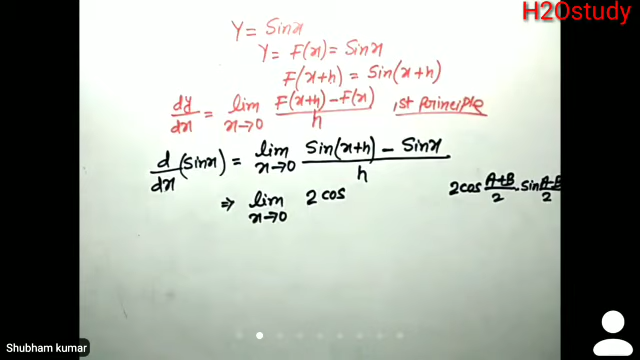 H2Ostudy
Y = Sinx
Y = F(x) = Sinx
F(x+h) = Sin(x+h)
dy/dx = lim x→0 F(x+h) - F(x) / h 1st principle
d/dx (sinx) = lim x→0 Sin(x+h) - Sinx / h
⇒ lim x→0 2 cos
2cos A+B/2 . Sin A-B/2
Shubham kumar